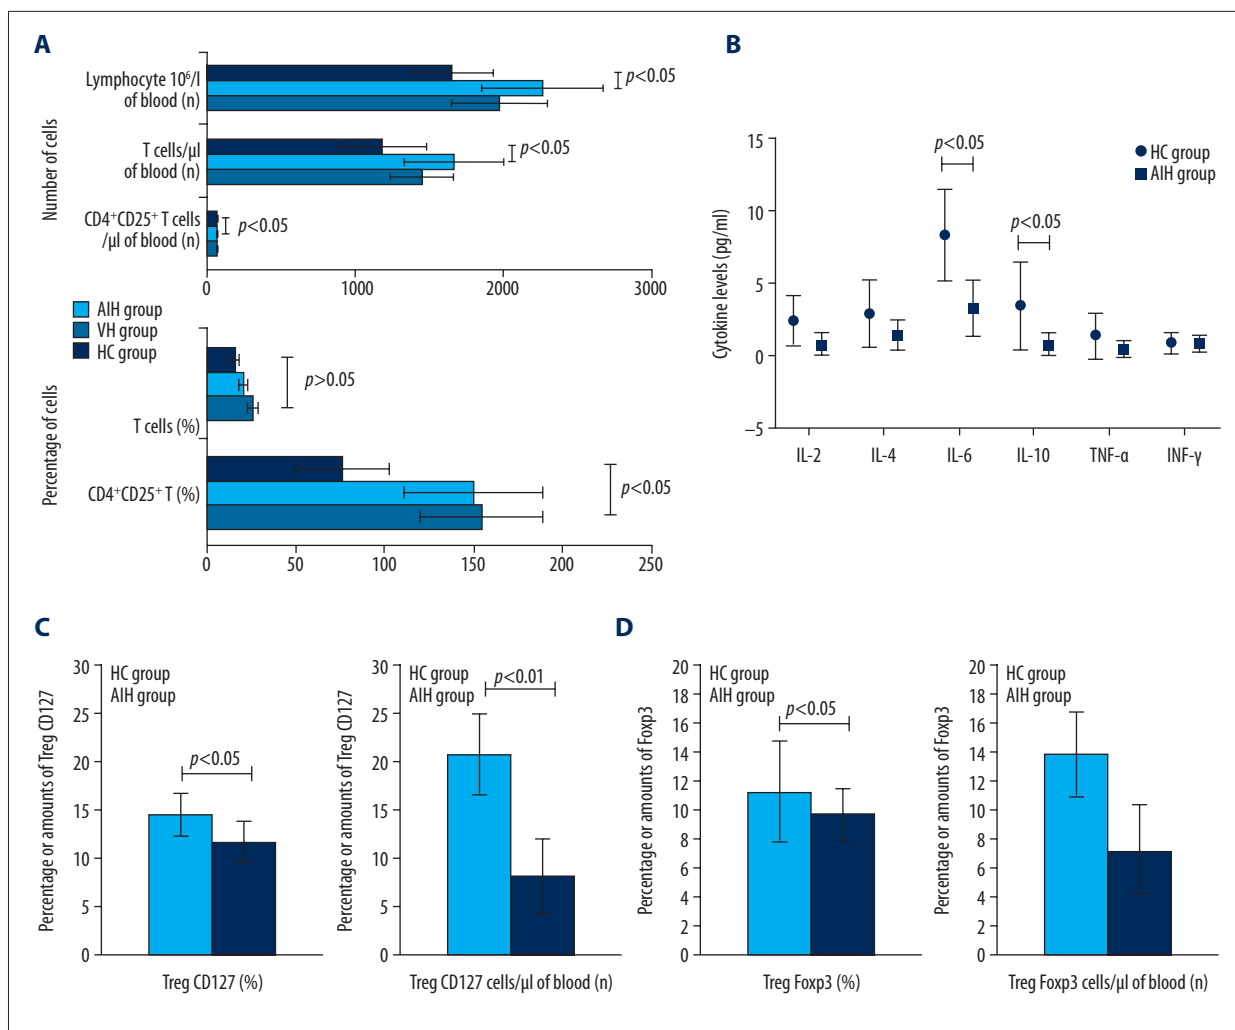 A
Number of cells
Lymphocyte 10⁶/l
of blood (n)
p<0.05
T cells/µl
of blood (n)
p<0.05
CD4⁺CD25⁺ T cells
/µl of blood (n)
p<0.05
0 1000 2000 3000
AIH group
VH group
HC group
Percentage of cells
p>0.05
T cells (%)
CD4⁺CD25⁺ T (%)
p<0.05
0 50 100 150 200 250
B
Cytokine levels (pg/ml)
15
10
5
0
–5
p<0.05
p<0.05
HC group
AIH group
IL-2 IL-4 IL-6 IL-10 TNF-α INF-γ
C
Percentage or amounts of Treg CD127
30
25
20
15
10
5
0
HC group
AIH group
p<0.05
Treg CD127 (%)
Percentage or amounts of Treg CD127
30
25
20
15
10
5
0
HC group
AIH group
p<0.01
Treg CD127 cells/µl of blood (n)
D
Percentage or amounts of Foxp3
20
18
16
14
12
10
8
6
4
2
0
HC group
AIH group
p<0.05
Treg Foxp3 (%)
Percentage or amounts of Foxp3
20
18
16
14
12
10
8
6
4
2
0
HC group
AIH group
Treg Foxp3 cells/µl of blood (n)